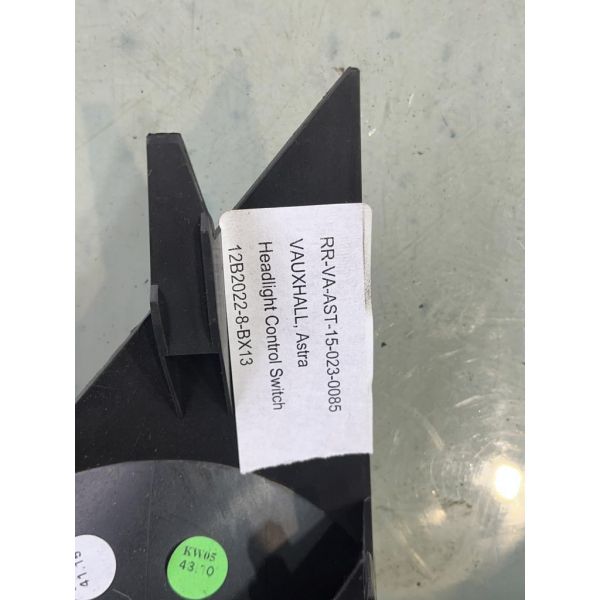 RR-VA-AST-15-023-0085
VAUXHALL, Astra
Headlight Control Switch
12B2022-8-BX13
KW05